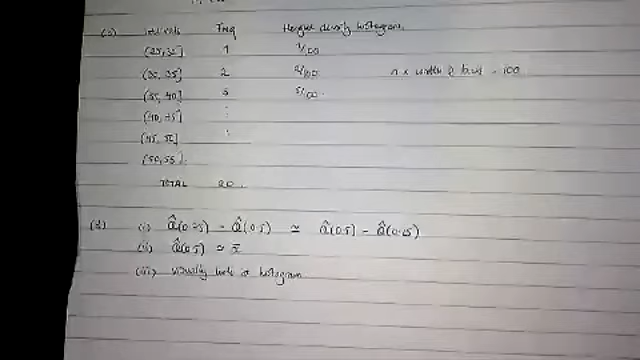 (c) Intervals Freq Height density histogram.
(25, 30] 1 1/100
(30, 35] 2 2/100 n x width of bins = 100
(35, 40] 5 5/100.
(40, 45] :
(45, 50] :
(50, 55].
TOTAL 20.
(d) (i) Q̂(0.75) - Q̂(0.5) ≃ Q̂(0.5) - Q̂(0.25)
(ii) Q̂(0.5) ≃ x̄
(iii) visually look at histogram